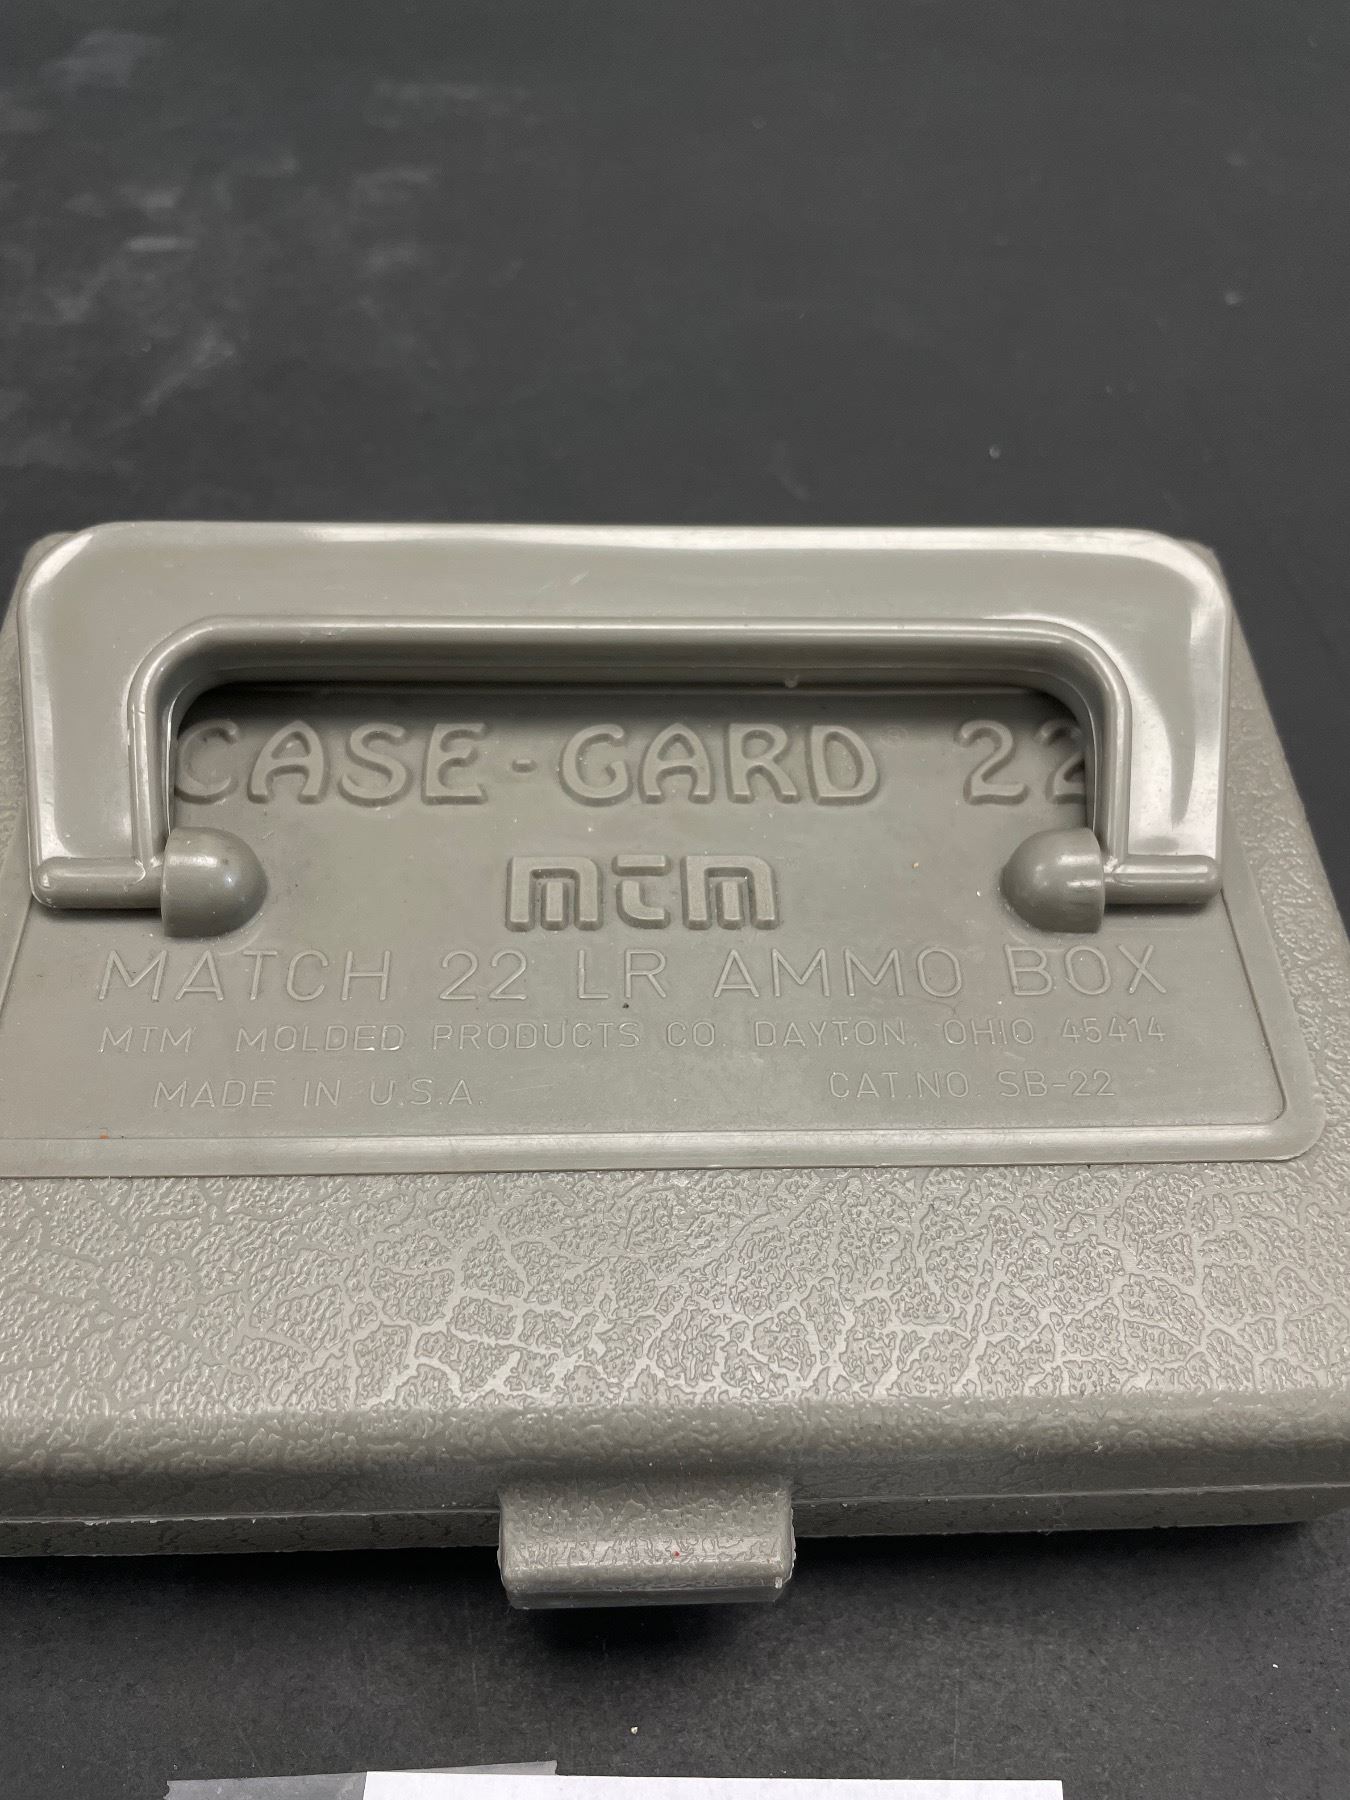 CASE-GARD® 22
mTm
MATCH 22 LR AMMO BOX
MTM MOLDED PRODUCTS CO. DAYTON, OHIO 45414
MADE IN U.S.A. CAT.NO. SB-22